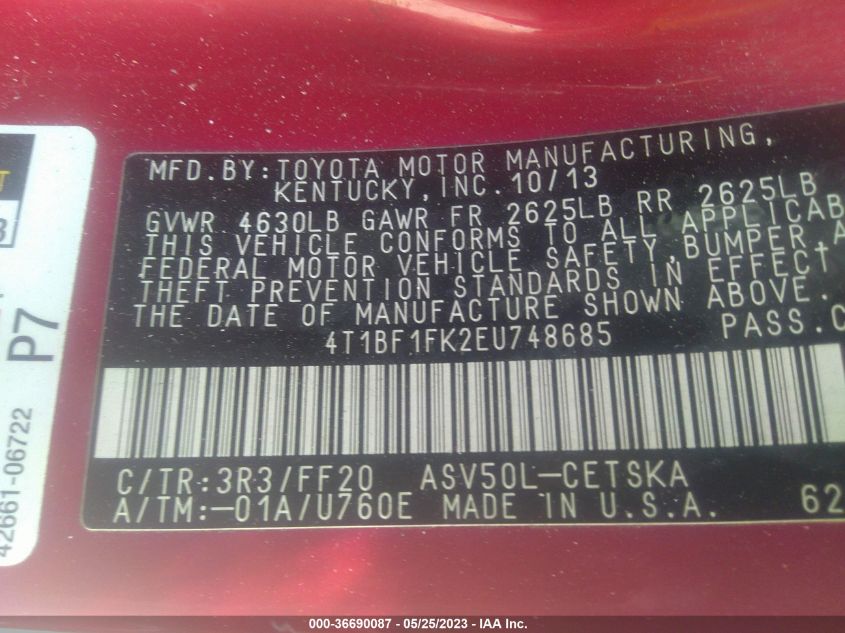 MFD.BY:TOYOTA MOTOR MANUFACTURING,
KENTUCKY,INC.10/13
GVWR 4630LB GAWR FR 2625LB RR 2625LB
THIS VEHICLE CONFORMS TO ALL APPLICAB
FEDERAL MOTOR VEHICLE SAFETY,BUMPER,A
THEFT PREVENTION STANDARDS IN EFFECT
THE DATE OF MANUFACTURE SHOWN ABOVE.
4T1BF1FK2EU748685 PASS.C
C/TR:3R3/FF20 ASV50L-CETSKA
A/TM:-01A/U760E MADE IN U.S.A. 62
P7
42661-06722
000-36690087 - 05/25/2023 - IAA Inc.